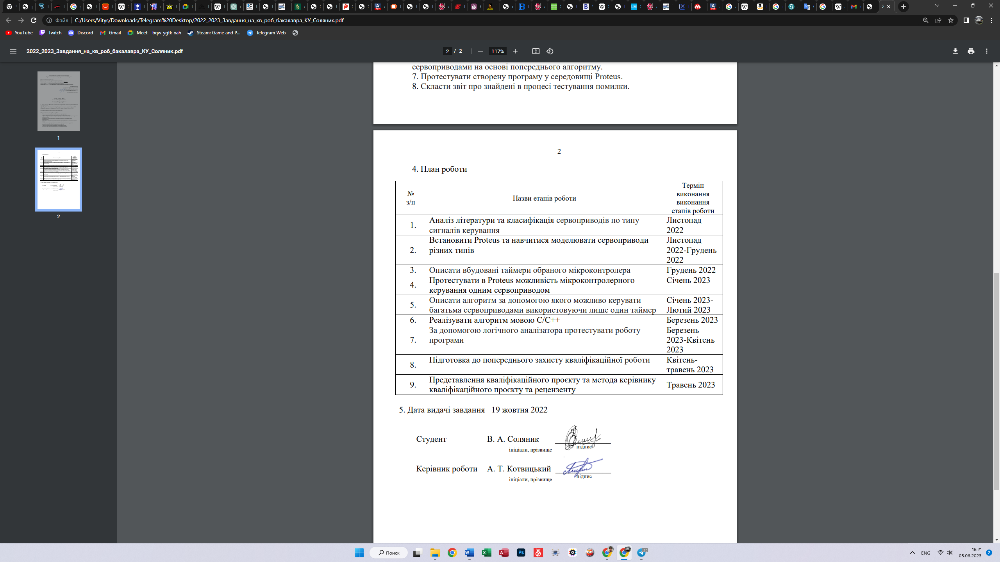 Файл
C:/Users/Vitys/Downloads/Telegram%20Desktop/2022_2023_Завдання_на_кв_роб_бакалавра_КУ_Соляник.pdf
YouTube
Twitch
Discord
Gmail
Meet – bqw-ygtk-xah
Steam: Game and P...
Telegram Web
2022_2023_Завдання_на_кв_роб_бакалавра_КУ_Соляник.pdf
2 / 2
117%
1
2
сервоприводами на основі попереднього алгоритму.
7. Протестувати створену програму у середовищі Proteus.
8. Скласти звіт про знайдені в процесі тестування помилки.
2
4. План роботи
№
з/п
Назви етапів роботи
Термін
виконання
виконання
етапів роботи
1.
Аналіз літератури та класифікація сервоприводів по типу
сигналів керування
Листопад
2022
2.
Встановити Proteus та навчитися моделювати сервоприводи
різних типів
Листопад
2022-Грудень
2022
3.
Описати вбудовані таймери обраного мікроконтролера
Грудень 2022
4.
Протестувати в Proteus можливість мікроконтролерного
керування одним сервоприводом
Січень 2023
5.
Описати алгоритм за допомогою якого можливо керувати
багатьма сервоприводами використовуючи лише один таймер
Січень 2023-
Лютий 2023
6.
Реалізувати алгоритм мовою C/C++
Березень 2023
7.
За допомогою логічного аналізатора протестувати роботу
програми
Березень
2023-Квітень
2023
8.
Підготовка до попереднього захисту кваліфікаційної роботи
Квітень-
травень 2023
9.
Представлення кваліфікаційного проєкту та метода керівнику
кваліфікаційного проєкту та рецензенту
Травень 2023
5. Дата видачі завдання 19 жовтня 2022
Студент В. А. Соляник
ініціали, прізвище підпис
Керівник роботи А. Т. Котвицький
ініціали, прізвище підпис
Поиск
ENG
16:21
05.06.2023
2